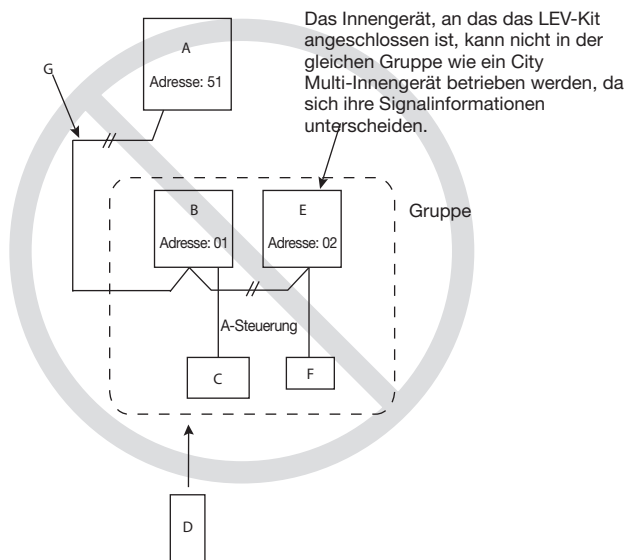 Das Innengerät, an das das LEV-Kit
angeschlossen ist, kann nicht in der
gleichen Gruppe wie ein City
Multi-Innengerät betrieben werden, da
sich ihre Signalinformationen
unterscheiden.
A
Adresse: 51
G
Gruppe
B
Adresse: 01
E
Adresse: 02
A-Steuerung
C
F
D